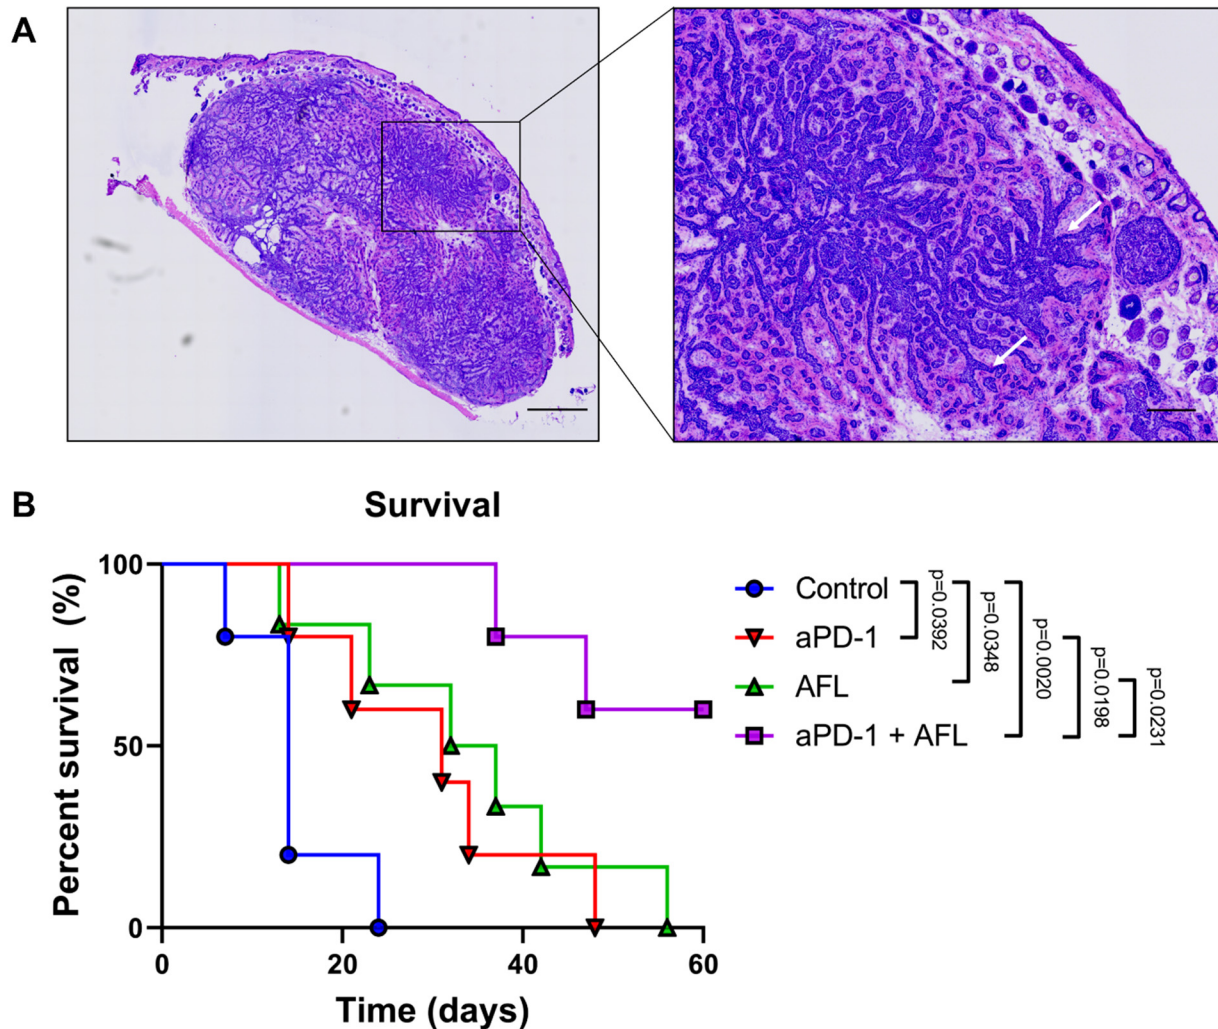 A
B
Survival
Percent survival (%)
100
50
0
0
20
40
60
Time (days)
Control
aPD-1
AFL
aPD-1 + AFL
p=0.0392
p=0.0348
p=0.0020
p=0.0198
p=0.0231